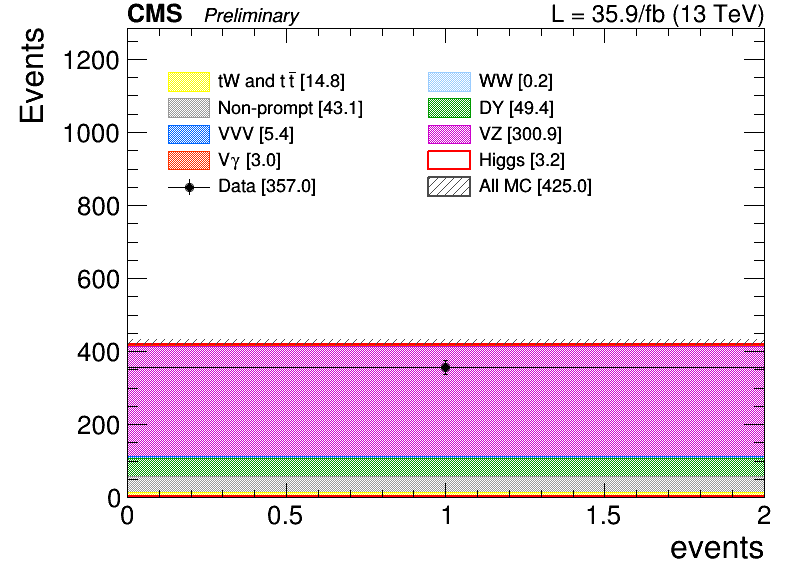 CMS Preliminary L = 35.9/fb (13 TeV)
Events
1200
1000
800
600
400
200
0
tW and tt̅ [14.8]
WW [0.2]
Non-prompt [43.1]
DY [49.4]
VVV [5.4]
VZ [300.9]
Vγ [3.0]
Higgs [3.2]
Data [357.0]
All MC [425.0]
0 0.5 1 1.5 2
events